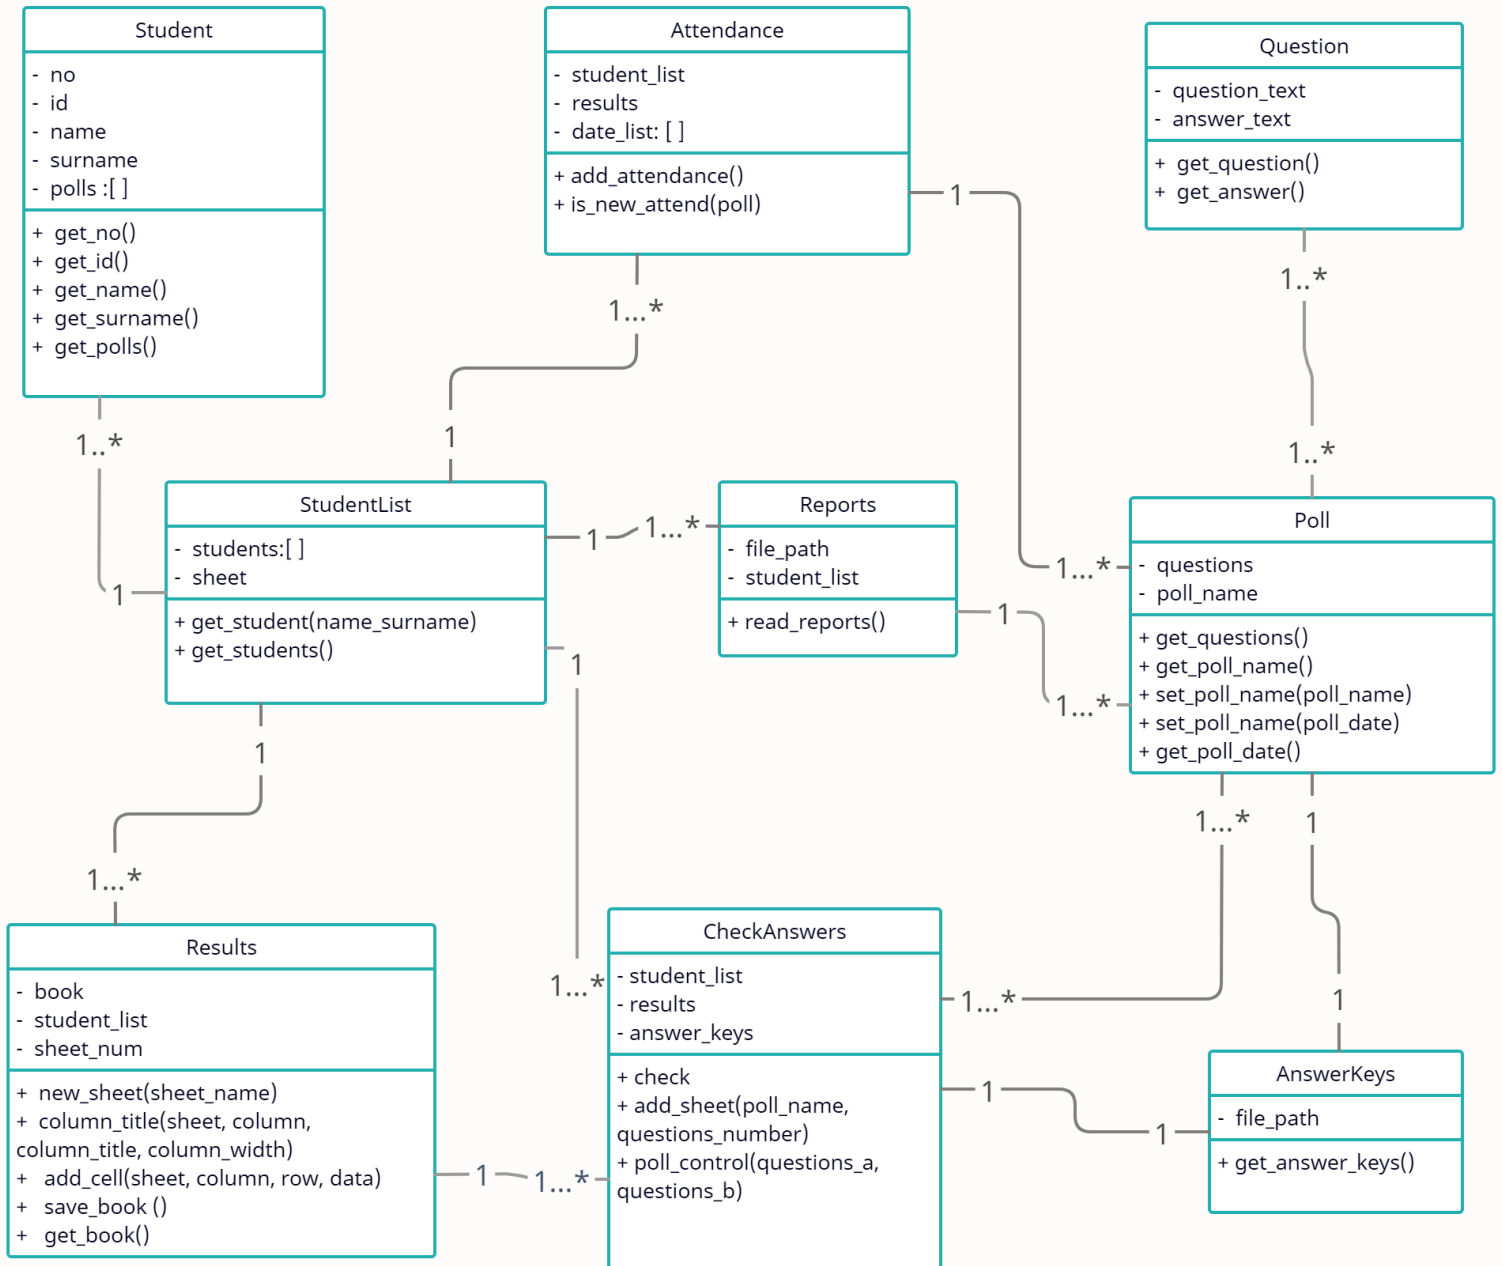 Student
- no
- id
- name
- surname
- polls :[ ]
+ get_no()
+ get_id()
+ get_name()
+ get_surname()
+ get_polls()
Attendance
- student_list
- results
- date_list: [ ]
+ add_attendance()
+ is_new_attend(poll)
Question
- question_text
- answer_text
+ get_question()
+ get_answer()
1
1..*
1...*
1..*
1
1..*
StudentList
- students:[ ]
- sheet
+ get_student(name_surname)
+ get_students()
1
1
1...*
Reports
- file_path
- student_list
+ read_reports()
1...*
1
1...*
Poll
- questions
- poll_name
+ get_questions()
+ get_poll_name()
+ set_poll_name(poll_name)
+ set_poll_name(poll_date)
+ get_poll_date()
1
1
1...*
1...*
1
1...*
1...*
1
Results
- book
- student_list
- sheet_num
+ new_sheet(sheet_name)
+ column_title(sheet, column,
column_title, column_width)
+ add_cell(sheet, column, row, data)
+ save_book ()
+ get_book()
1
1...*
CheckAnswers
- student_list
- results
- answer_keys
+ check
+ add_sheet(poll_name,
questions_number)
+ poll_control(questions_a,
questions_b)
1
1
AnswerKeys
- file_path
+ get_answer_keys()